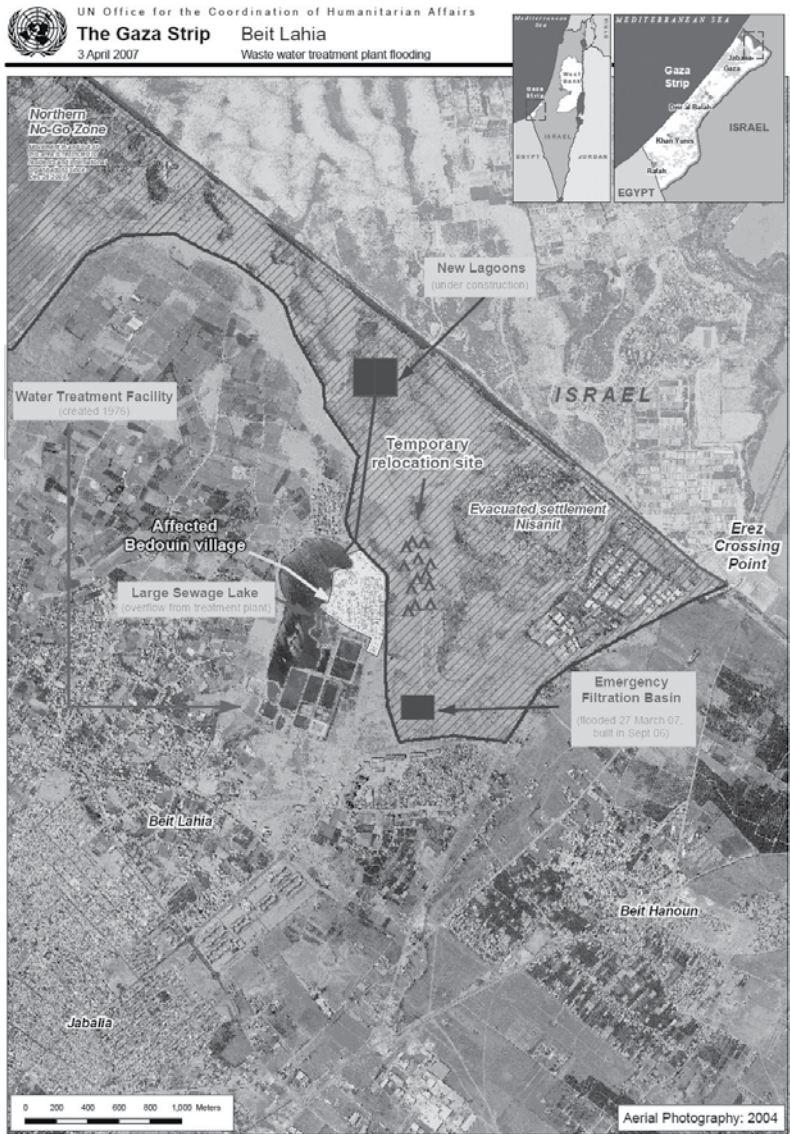 UN Office for the Coordination of Humanitarian Affairs
The Gaza Strip
Beit Lahia
3 April 2007
Waste water treatment plant flooding
Mediterranean
Sea
SYRIA
West
Bank
Gaza
Strip
ISRAEL
EGYPT
JORDAN
MEDITERRANEAN SEA
Jabalia
Gaza
Gaza
Strip
Deir al Balah
ISRAEL
Khan Yunis
Rafah
EGYPT
Northern
No-Go Zone
New Lagoons
(under construction)
ISRAEL
Water Treatment Facility
(created 1976)
Temporary
relocation site
Evacuated settlement
Nisanit
Affected
Bedouin village
Erez
Crossing
Point
Large Sewage Lake
(overflow from treatment plant)
Emergency
Filtration Basin
(flooded 27 March 07,
built in Sept 06)
Beit Lahia
Beit Hanoun
Jabalia
0 200 400 600 800 1,000 Meters
Aerial Photography: 2004